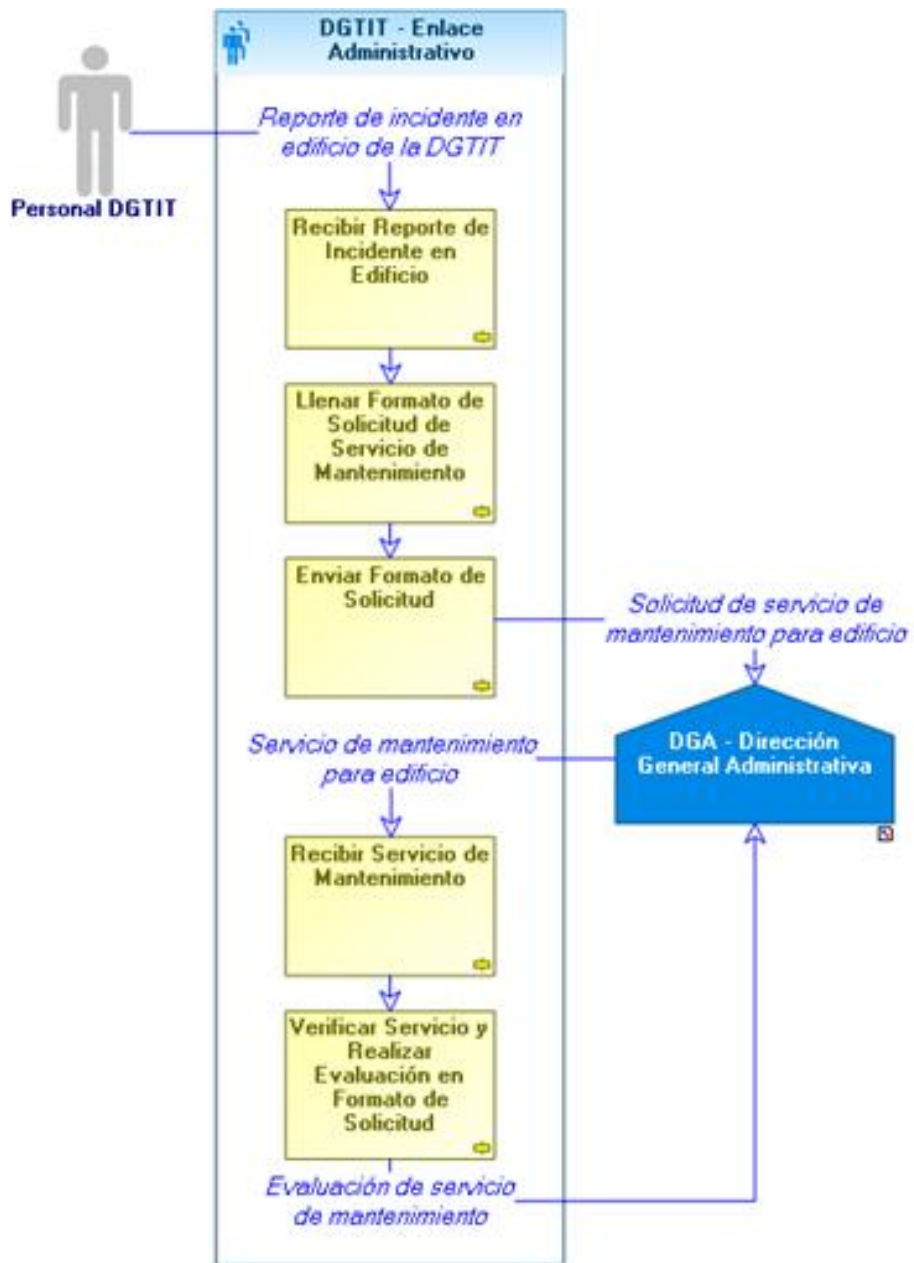 DGTIT - Enlace
Administrativo
Reporte de incidente en
edificio de la DGTIT
Personal DGTIT
Recibir Reporte de
Incidente en
Edificio
Llenar Formato de
Solicitud de
Servicio de
Mantenimiento
Enviar Formato de
Solicitud
Solicitud de servicio de
mantenimiento para edificio
DGA - Dirección
General Administrativa
Servicio de mantenimiento
para edificio
Recibir Servicio de
Mantenimiento
Verificar Servicio y
Realizar
Evaluación en
Formato de
Solicitud
Evaluación de servicio
de mantenimiento